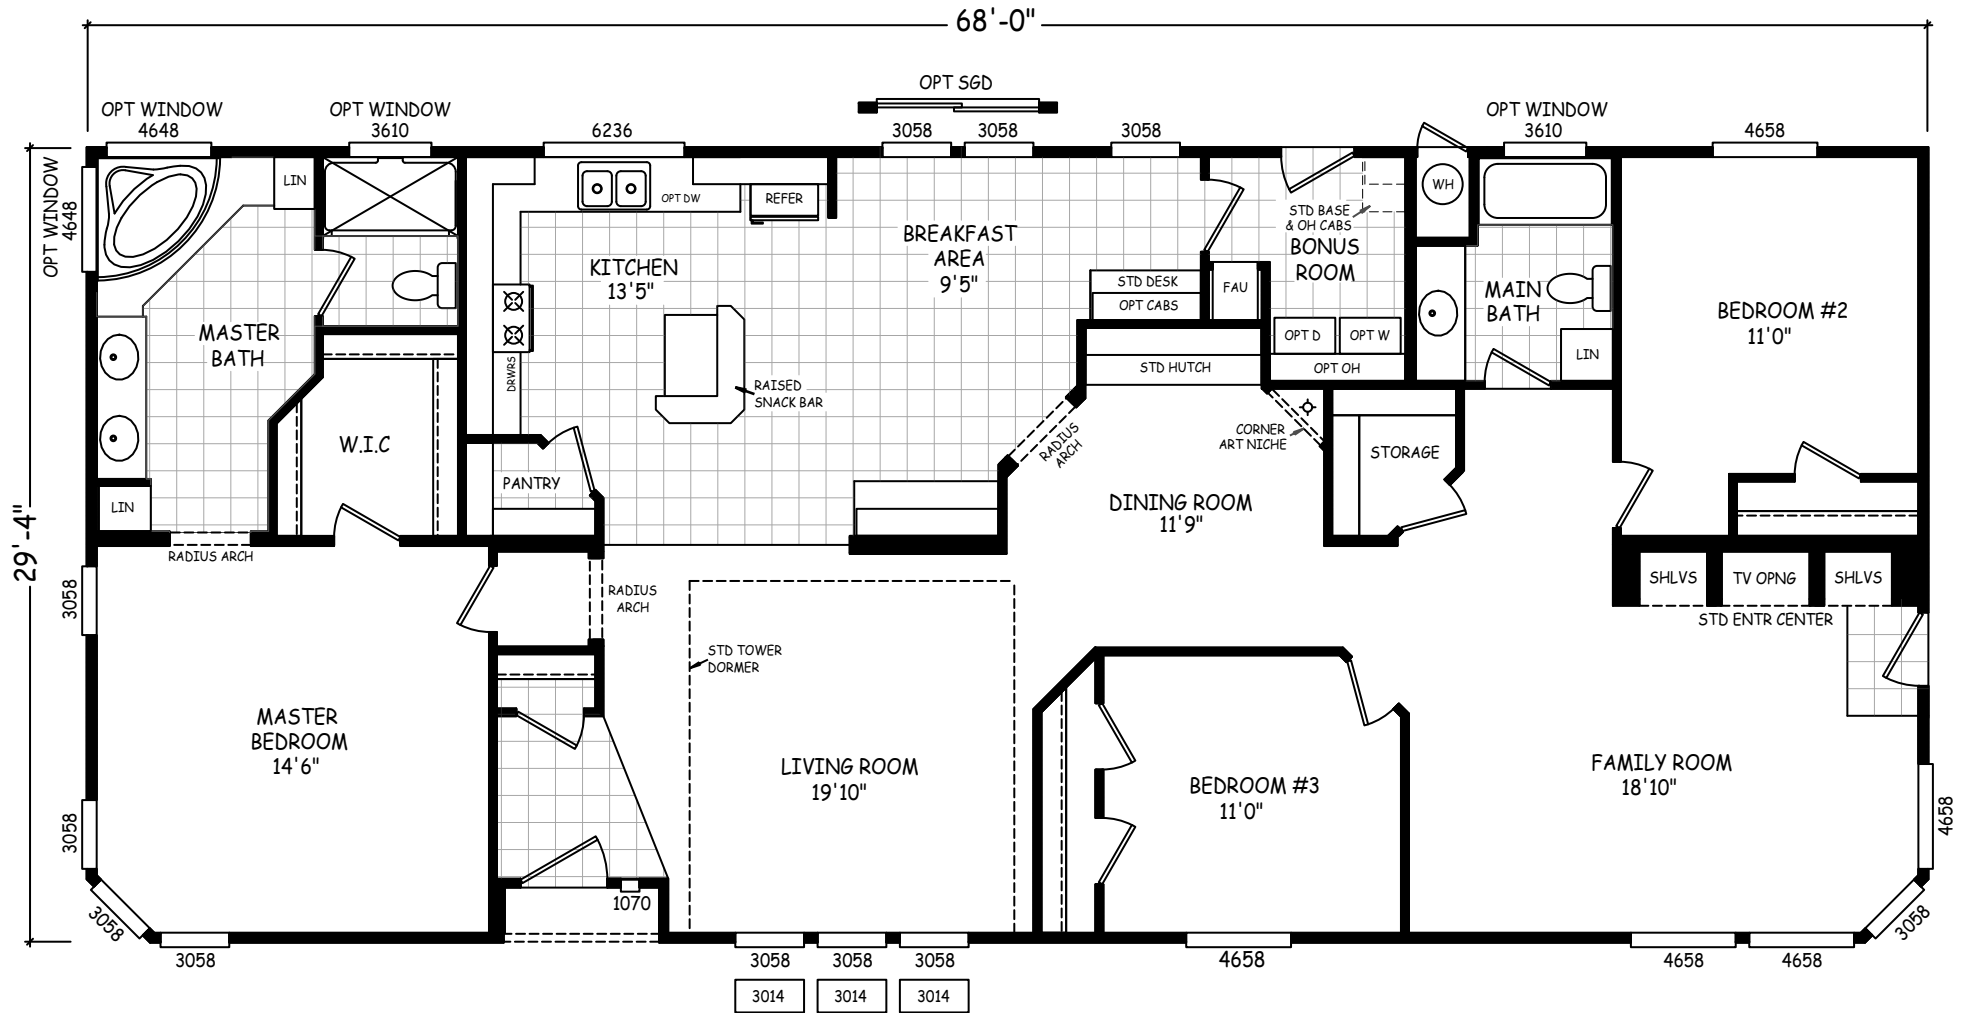 68'-0"
OPT SGD
OPT WINDOW
4648
OPT WINDOW
3610
6236
3058
3058
3058
OPT WINDOW
3610
4658
29'-4"
OPT WINDOW
4648
LIN
OPT DW
REFER
WH
STD BASE
& OH CABS
BONUS
ROOM
BREAKFAST
AREA
9'5"
KITCHEN
13'5"
STD DESK
OPT CABS
FAU
MAIN
BATH
BEDROOM #2
11'0"
MASTER
BATH
OPT D
OPT W
OPT OH
LIN
STD HUTCH
DRWRS
RAISED
SNACK BAR
W.I.C
RADIUS
ARCH
CORNER
ART NICHE
STORAGE
PANTRY
LIN
DINING ROOM
11'9"
RADIUS ARCH
3058
RADIUS
ARCH
SHLVS
TV OPNG
SHLVS
STD ENTR CENTER
STD TOWER
DORMER
MASTER
BEDROOM
14'6"
LIVING ROOM
19'10"
BEDROOM #3
11'0"
FAMILY ROOM
18'10"
3058
4658
3058
1070
3058
3058
3058
3058
3058
4658
4658
4658
3058
3014
3014
3014